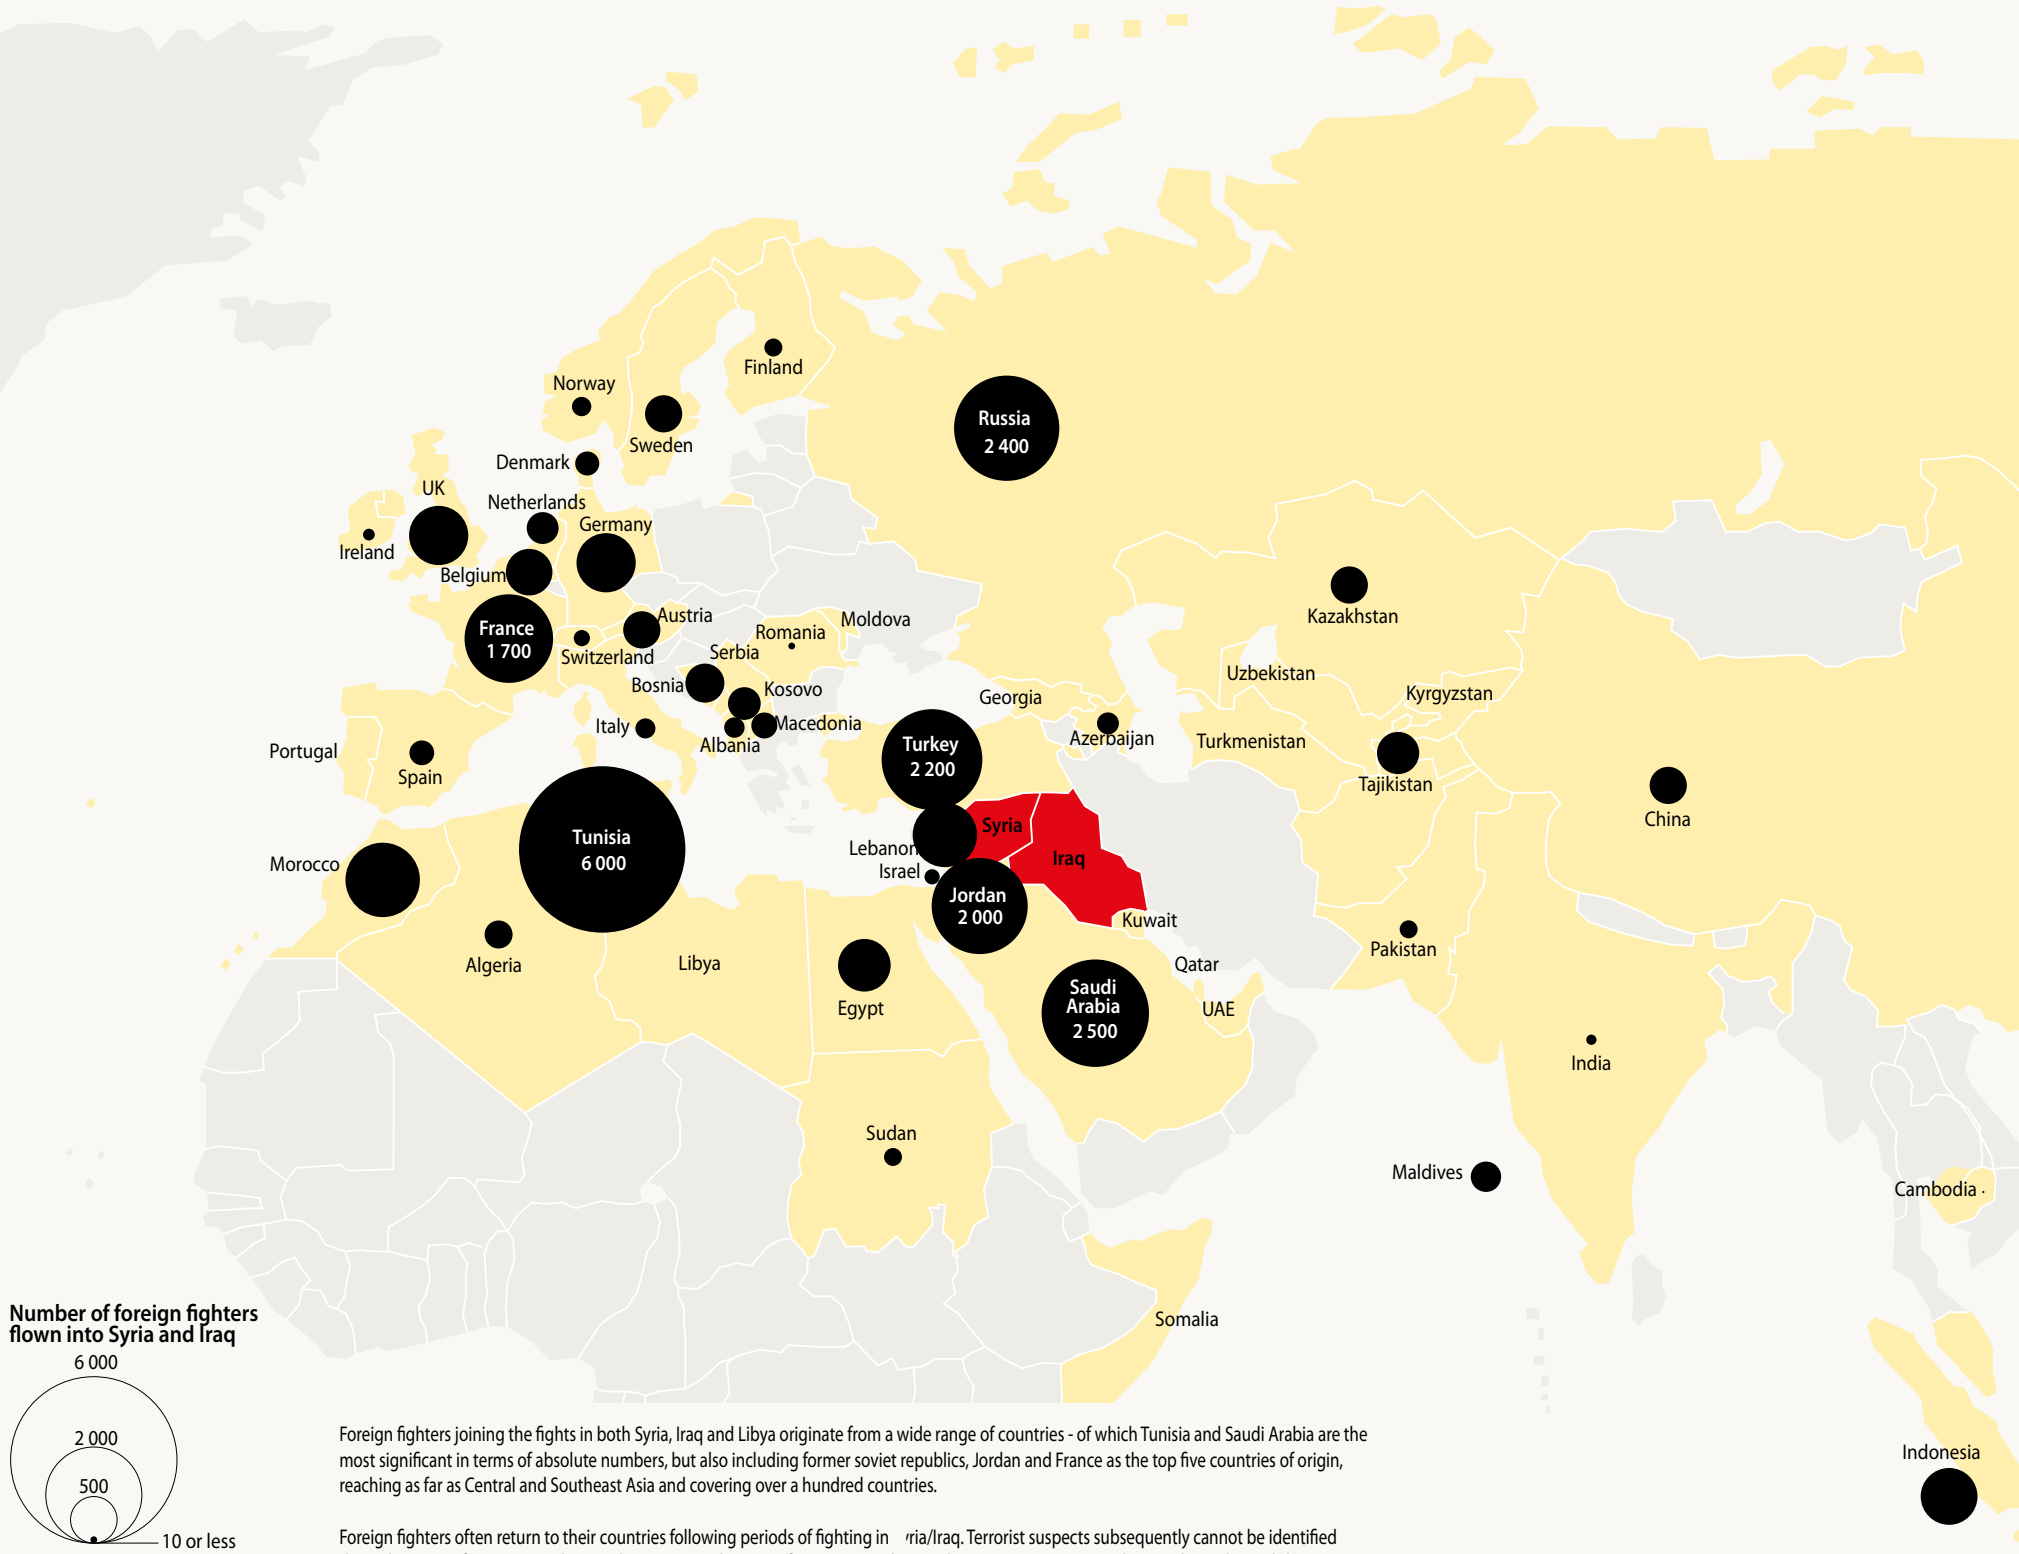 Finland
Norway
Sweden
Russia
2 400
Denmark
UK
Netherlands
Germany
Ireland
Belgium
France
1 700
Austria
Moldova
Romania
Switzerland
Serbia
Bosnia
Kosovo
Italy
Macedonia
Albania
Portugal
Spain
Kazakhstan
Uzbekistan
Kyrgyzstan
Georgia
Azerbaijan
Turkmenistan
Tajikistan
China
Turkey
2 200
Tunisia
6 000
Syria
Iraq
Lebanon
Israel
Morocco
Jordan
2 000
Kuwait
Pakistan
Algeria
Libya
Egypt
Qatar
Saudi
Arabia
2 500
UAE
India
Sudan
Maldives
Cambodia
Somalia
Indonesia
Number of foreign fighters
flown into Syria and Iraq
6 000
2 000
500
10 or less
Foreign fighters joining the fights in both Syria, Iraq and Libya originate from a wide range of countries - of which Tunisia and Saudi Arabia are the
most significant in terms of absolute numbers, but also including former soviet republics, Jordan and France as the top five countries of origin,
reaching as far as Central and Southeast Asia and covering over a hundred countries.
Foreign fighters often return to their countries following periods of fighting in ria/Iraq. Terrorist suspects subsequently cannot be identified